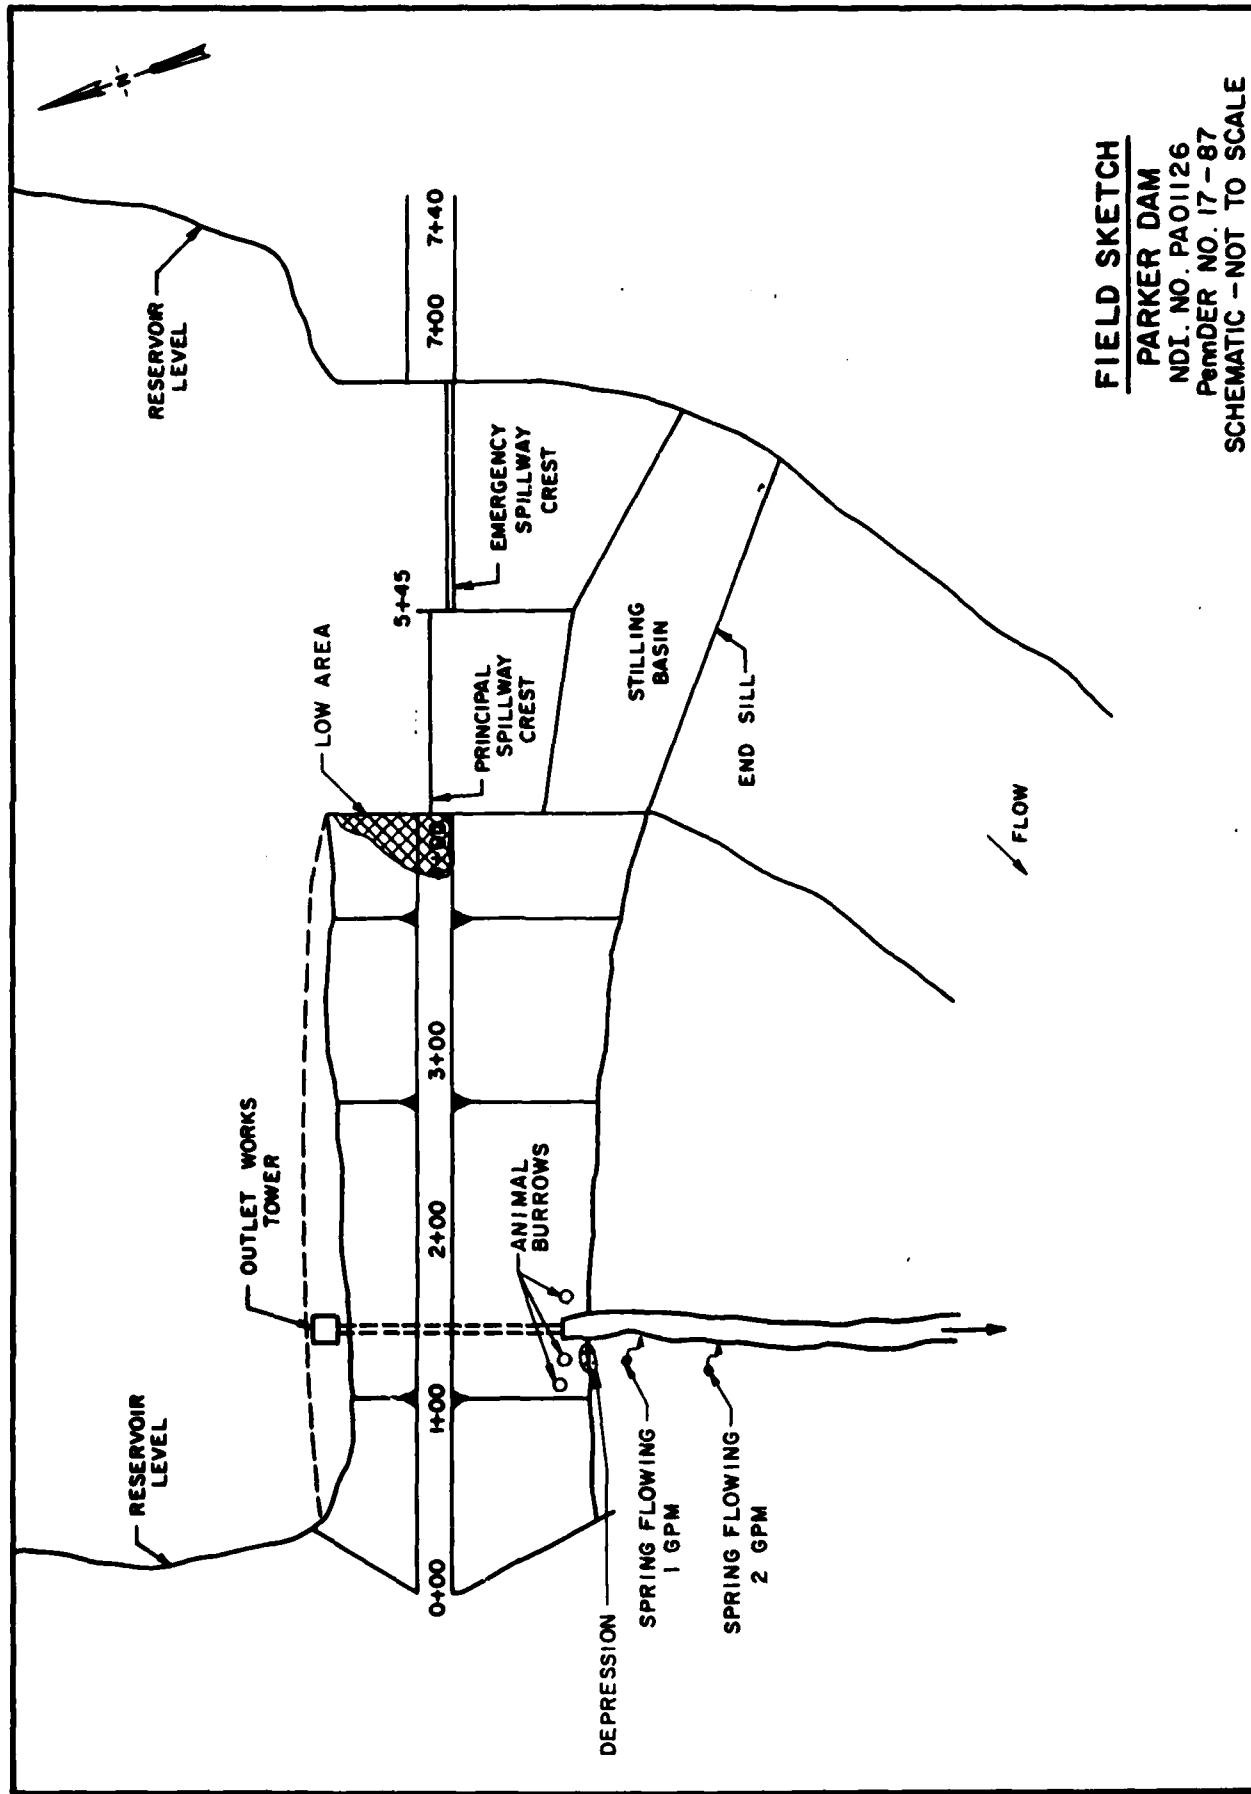 -N-
RESERVOIR
LEVEL
OUTLET WORKS
TOWER
LOW AREA
RESERVOIR
LEVEL
0+00
1+00
2+00
3+00
5+45
7+00
7+40
PRINCIPAL
SPILLWAY
CREST
EMERGENCY
SPILLWAY
CREST
ANIMAL
BURROWS
DEPRESSION
SPRING FLOWING
1 GPM
SPRING FLOWING
2 GPM
STILLING
BASIN
END SILL
FLOW
FIELD SKETCH
PARKER DAM
NDI. NO. PA01126
PennDER NO. 17-87
SCHEMATIC - NOT TO SCALE